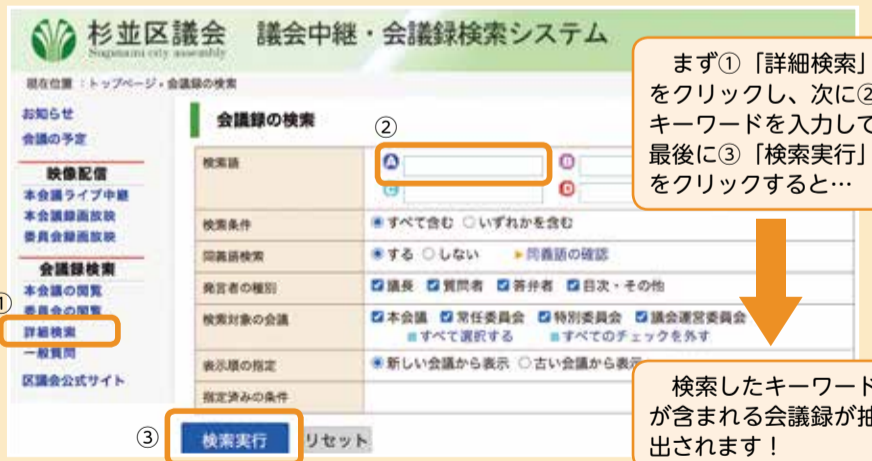 杉並区議会 議会中継・会議録検索システム
Suginami city assembly
現在位置：トップページ・会議録の検索
お知らせ
会議の予定
映像配信
本会議ライブ中継
本会議録画放映
委員会録画放映
会議録検索
本会議の閲覧
委員会の閲覧
①
詳細検索
一般質問
区議会公式サイト
会議録の検索
②
検索語
A
B
C
D
検索条件
すべて含む いずれかを含む
同義語検索
する しない 同義語の確認
発言者の種別
議長 質問者 答弁者 目次・その他
検索対象の会議
本会議 常任委員会 特別委員会 議会運営委員会
すべて選択する すべてのチェックを外す
表示順の指定
新しい会議から表示 古い会議から表示
指定済みの条件
③
検索実行 リセット
まず①「詳細検索」
をクリックし、次に②
キーワードを入力して
最後に③「検索実行」
をクリックすると…
検索したキーワード
が含まれる会議録が抽
出されます！